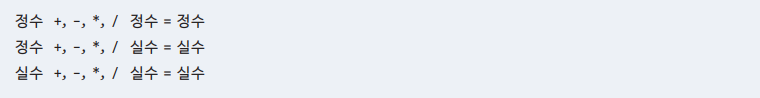 정수 +, -, *, / 정수 = 정수
정수 +, -, *, / 실수 = 실수
실수 +, -, *, / 실수 = 실수